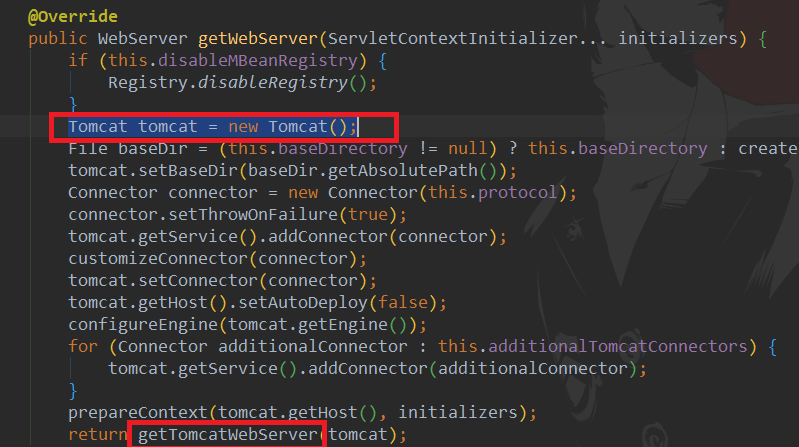 @Override
public WebServer getWebServer(ServletContextInitializer... initializers) {
if (this.disableMBeanRegistry) {
Registry.disableRegistry();
}
Tomcat tomcat = new Tomcat();
File baseDir = (this.baseDirectory != null) ? this.baseDirectory : create
tomcat.setBaseDir(baseDir.getAbsolutePath());
Connector connector = new Connector(this.protocol);
connector.setThrowOnFailure(true);
tomcat.getService().addConnector(connector);
customizeConnector(connector);
tomcat.setConnector(connector);
tomcat.getHost().setAutoDeploy(false);
configureEngine(tomcat.getEngine());
for (Connector additionalConnector : this.additionalTomcatConnectors) {
tomcat.getService().addConnector(additionalConnector);
}
prepareContext(tomcat.getHost(), initializers);
return getTomcatWebServer(tomcat);